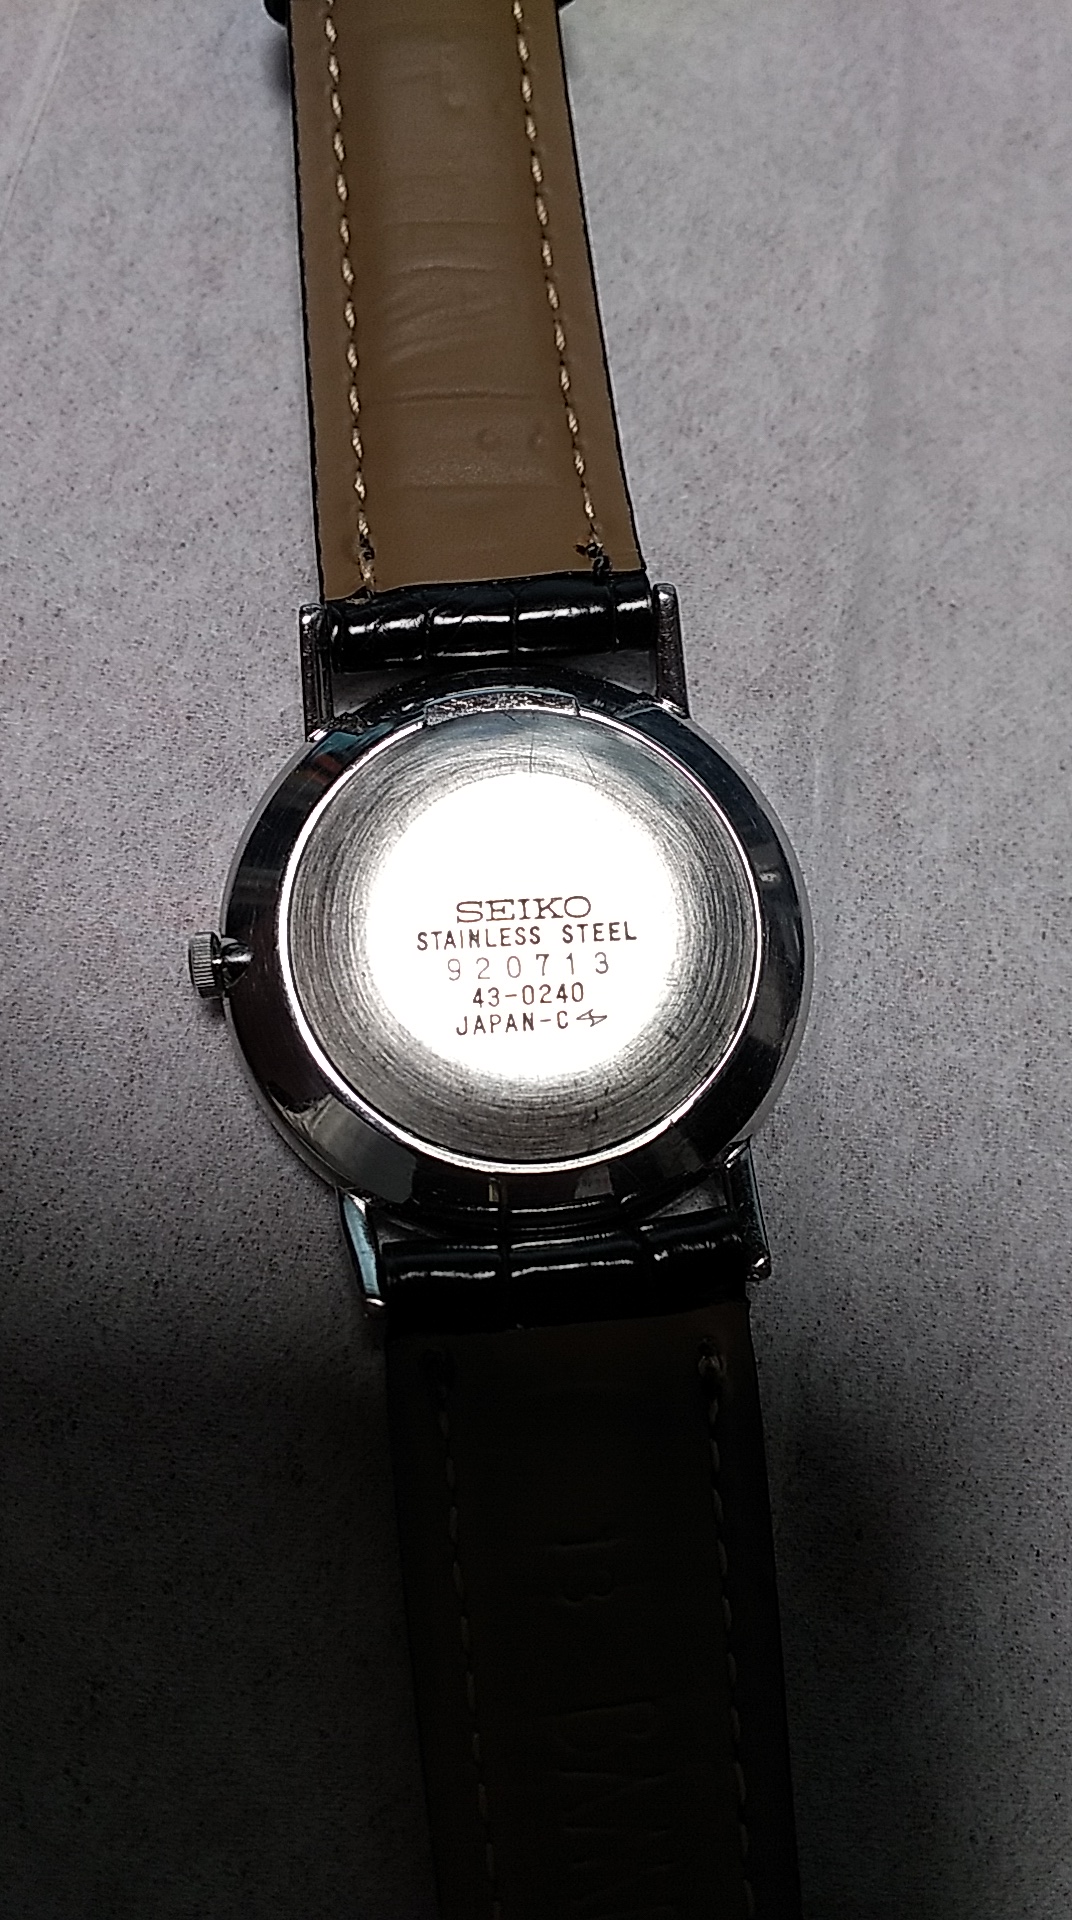 SEIKO
STAINLESS STEEL
920713
43-0240
JAPAN-C